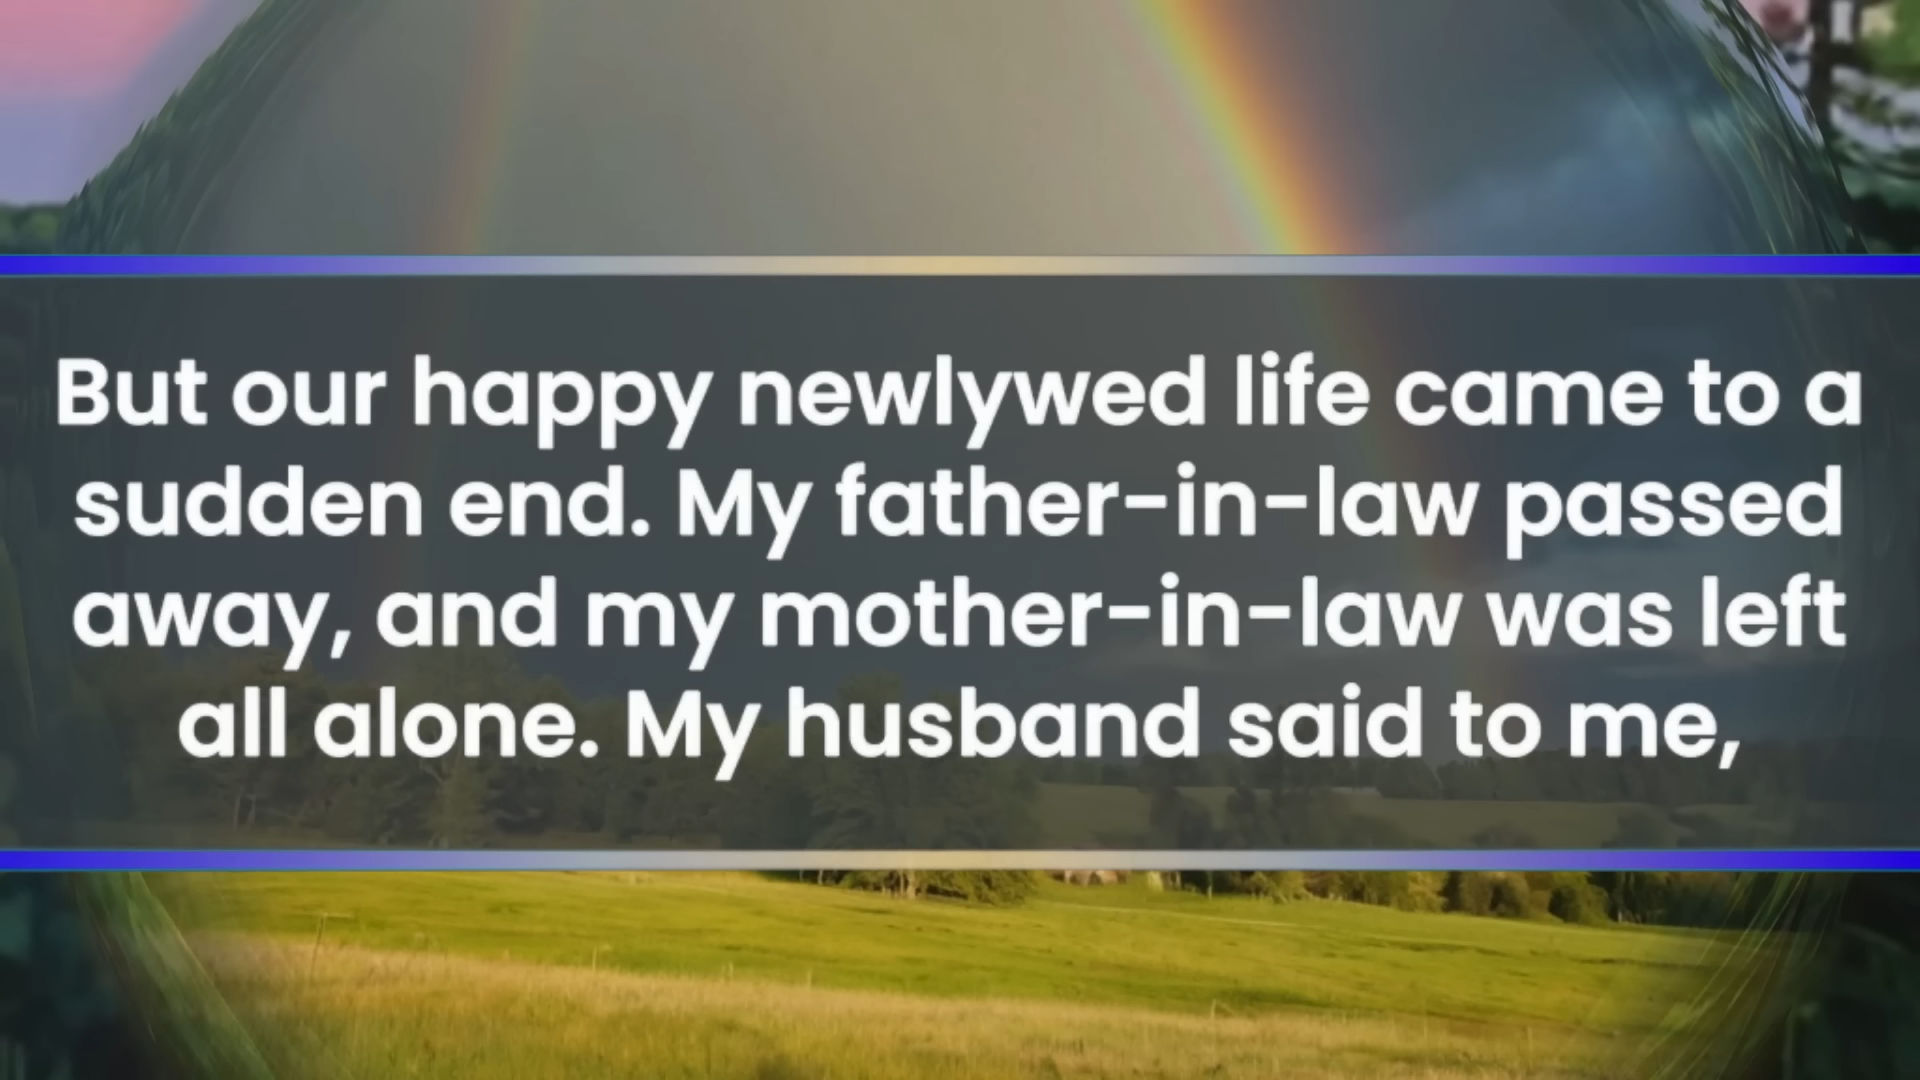 But our happy newlywed life came to a
sudden end. My father-in-law passed
away, and my mother-in-law was left
all alone. My husband said to me,